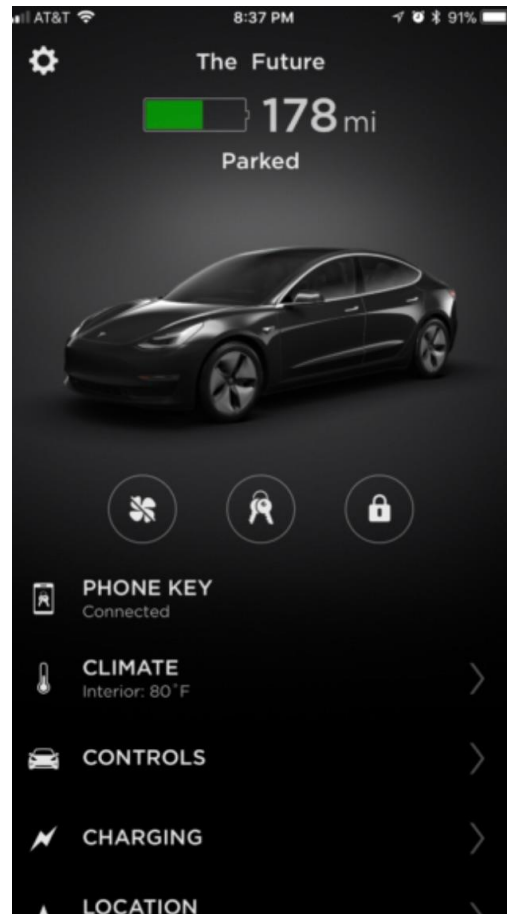 AT&T 8:37 PM 91%
The Future
178 mi
Parked
PHONE KEY
Connected
CLIMATE
Interior: 80°F
CONTROLS
CHARGING
LOCATION